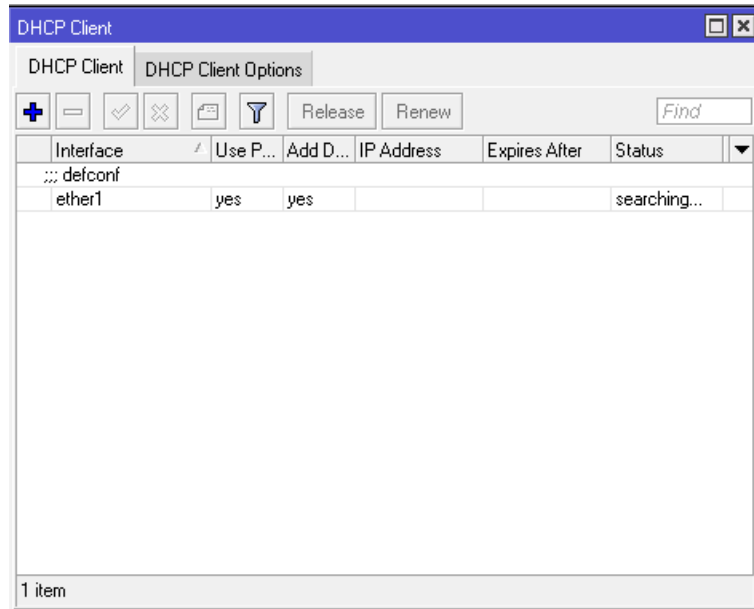 DHCP Client
DHCP Client DHCP Client Options
Release Renew Find
Interface Use P... Add D... IP Address Expires After Status
;;; defconf
ether1 yes yes searching...
1 item